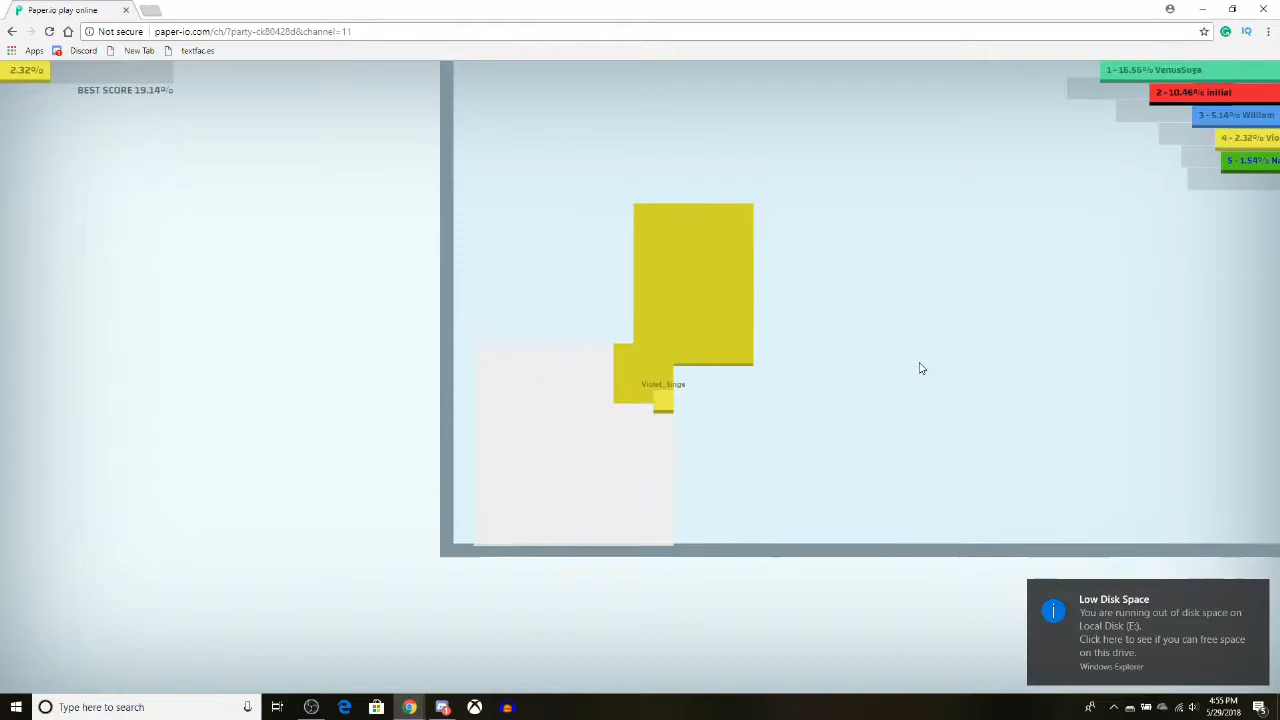 Paper.io play online
Not secure
paper-io.com/ch/?party-ck80428d&channel=11
Apps
Discord
New Tab
textfac.es
2.32%
BEST SCORE 19.14%
1 - 16.56% VenusSuga
2 - 10.46% initial
3 - 5.14% William
4 - 2.32% Vio
5 - 1.54% Na
Violet_Sings
Low Disk Space
You are running out of disk space on
Local Disk (E:).
Click here to see if you can free space
on this drive.
Windows Explorer
Type here to search
4:55 PM
5/29/2018